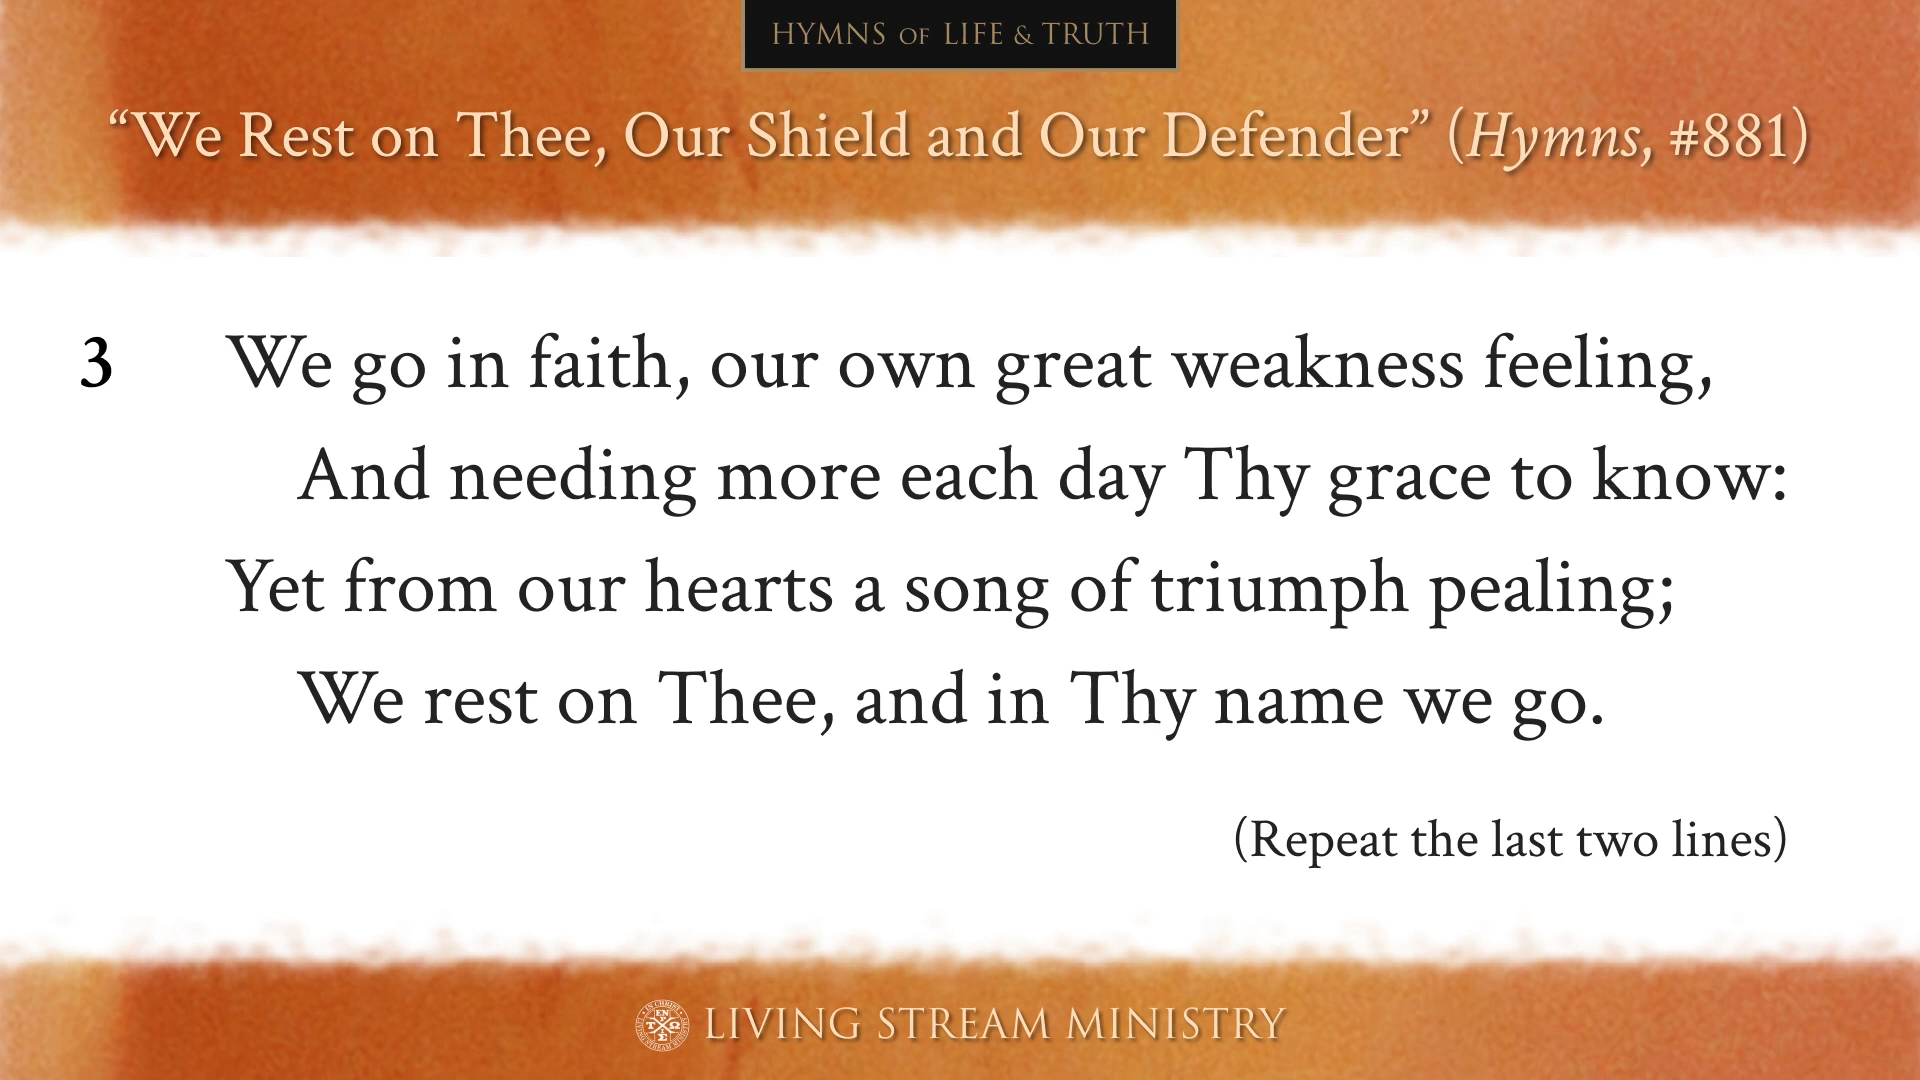 HYMNS OF LIFE & TRUTH
“We Rest on Thee, Our Shield and Our Defender” (Hymns, #881)
3 We go in faith, our own great weakness feeling,
And needing more each day Thy grace to know:
Yet from our hearts a song of triumph pealing;
We rest on Thee, and in Thy name we go.
(Repeat the last two lines)
LIVING STREAM MINISTRY